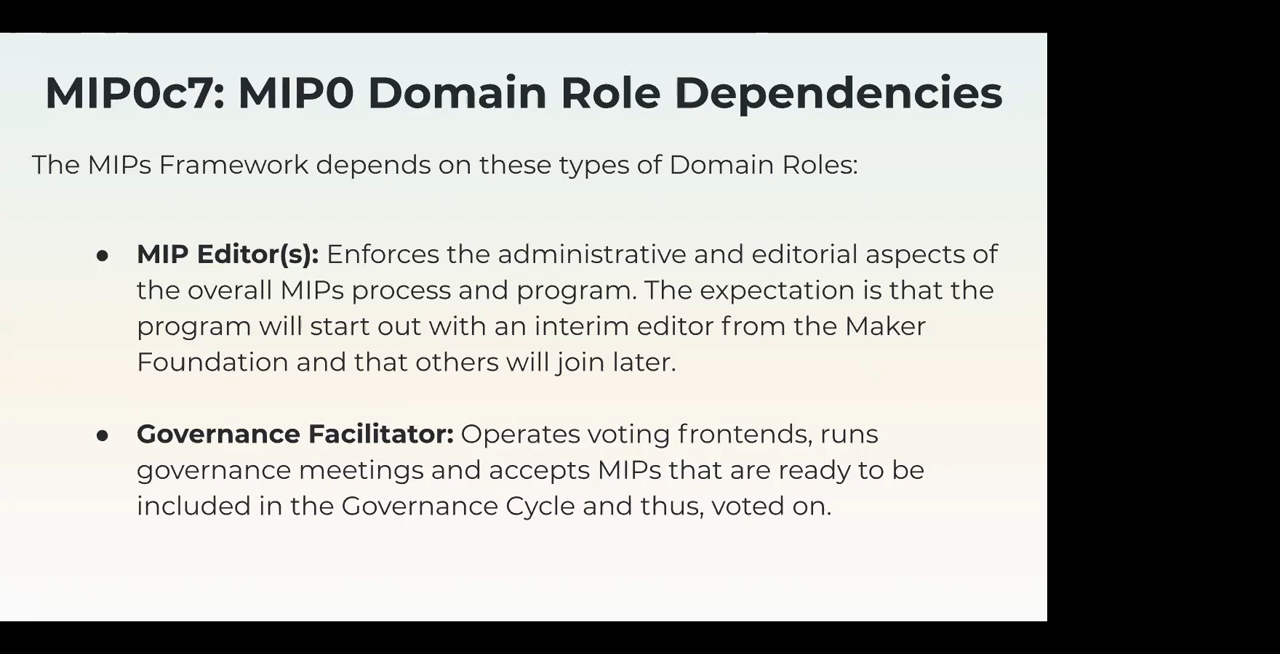 MIP0c7: MIP0 Domain Role Dependencies
The MIPs Framework depends on these types of Domain Roles:
● MIP Editor(s): Enforces the administrative and editorial aspects of
the overall MIPs process and program. The expectation is that the
program will start out with an interim editor from the Maker
Foundation and that others will join later.
● Governance Facilitator: Operates voting frontends, runs
governance meetings and accepts MIPs that are ready to be
included in the Governance Cycle and thus, voted on.